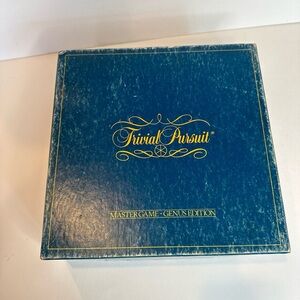 Trivial Pursuit®
MASTER GAME • GENUS EDITION